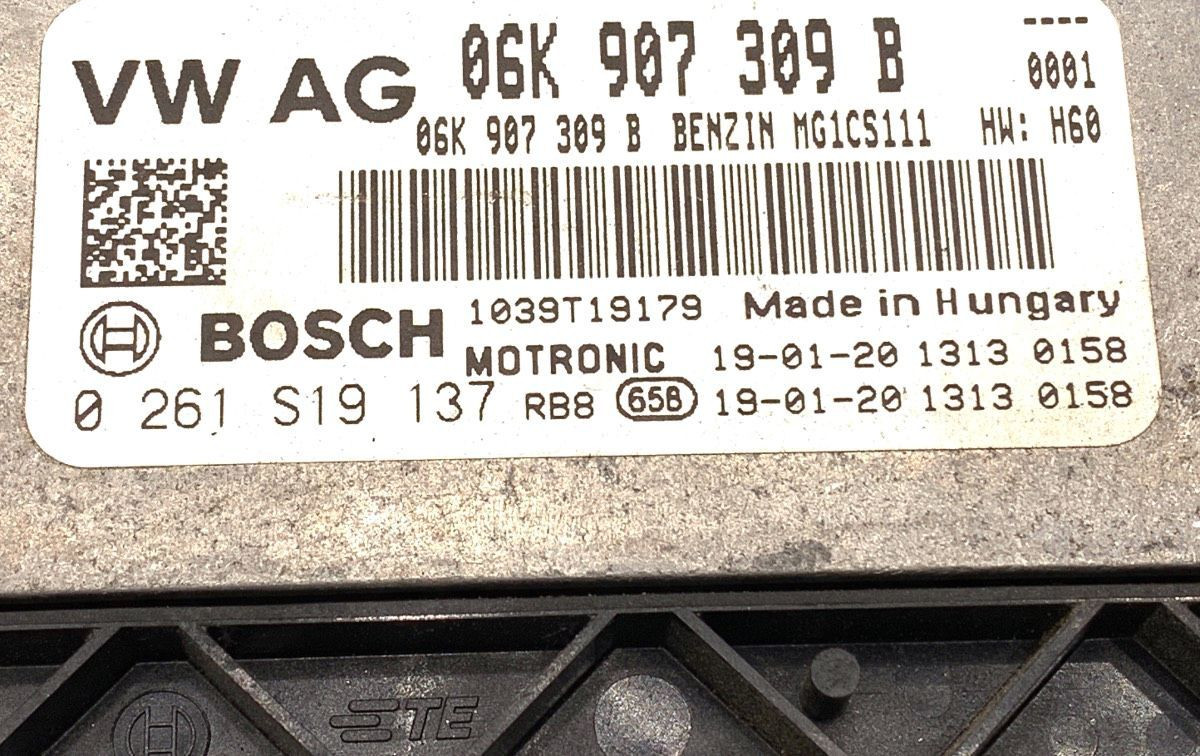 VW AG 06K 907 309 B ----
0001
06K 907 309 B BENZIN MG1CS111 HW: H60
BOSCH 1039T19179 Made in Hungary
MOTRONIC 19-01-20 1313 0158
0 261 S19 137 RB8 658 19-01-20 1313 0158
TE